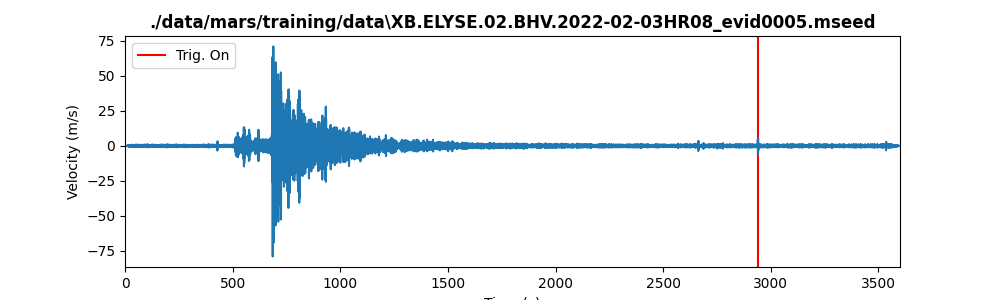 ./data/mars/training/data\XB.ELYSE.02.BHV.2022-02-03HR08_evid0005.mseed
Trig. On
Velocity (m/s)
75
50
25
0
−25
−50
−75
0 500 1000 1500 2000 2500 3000 3500